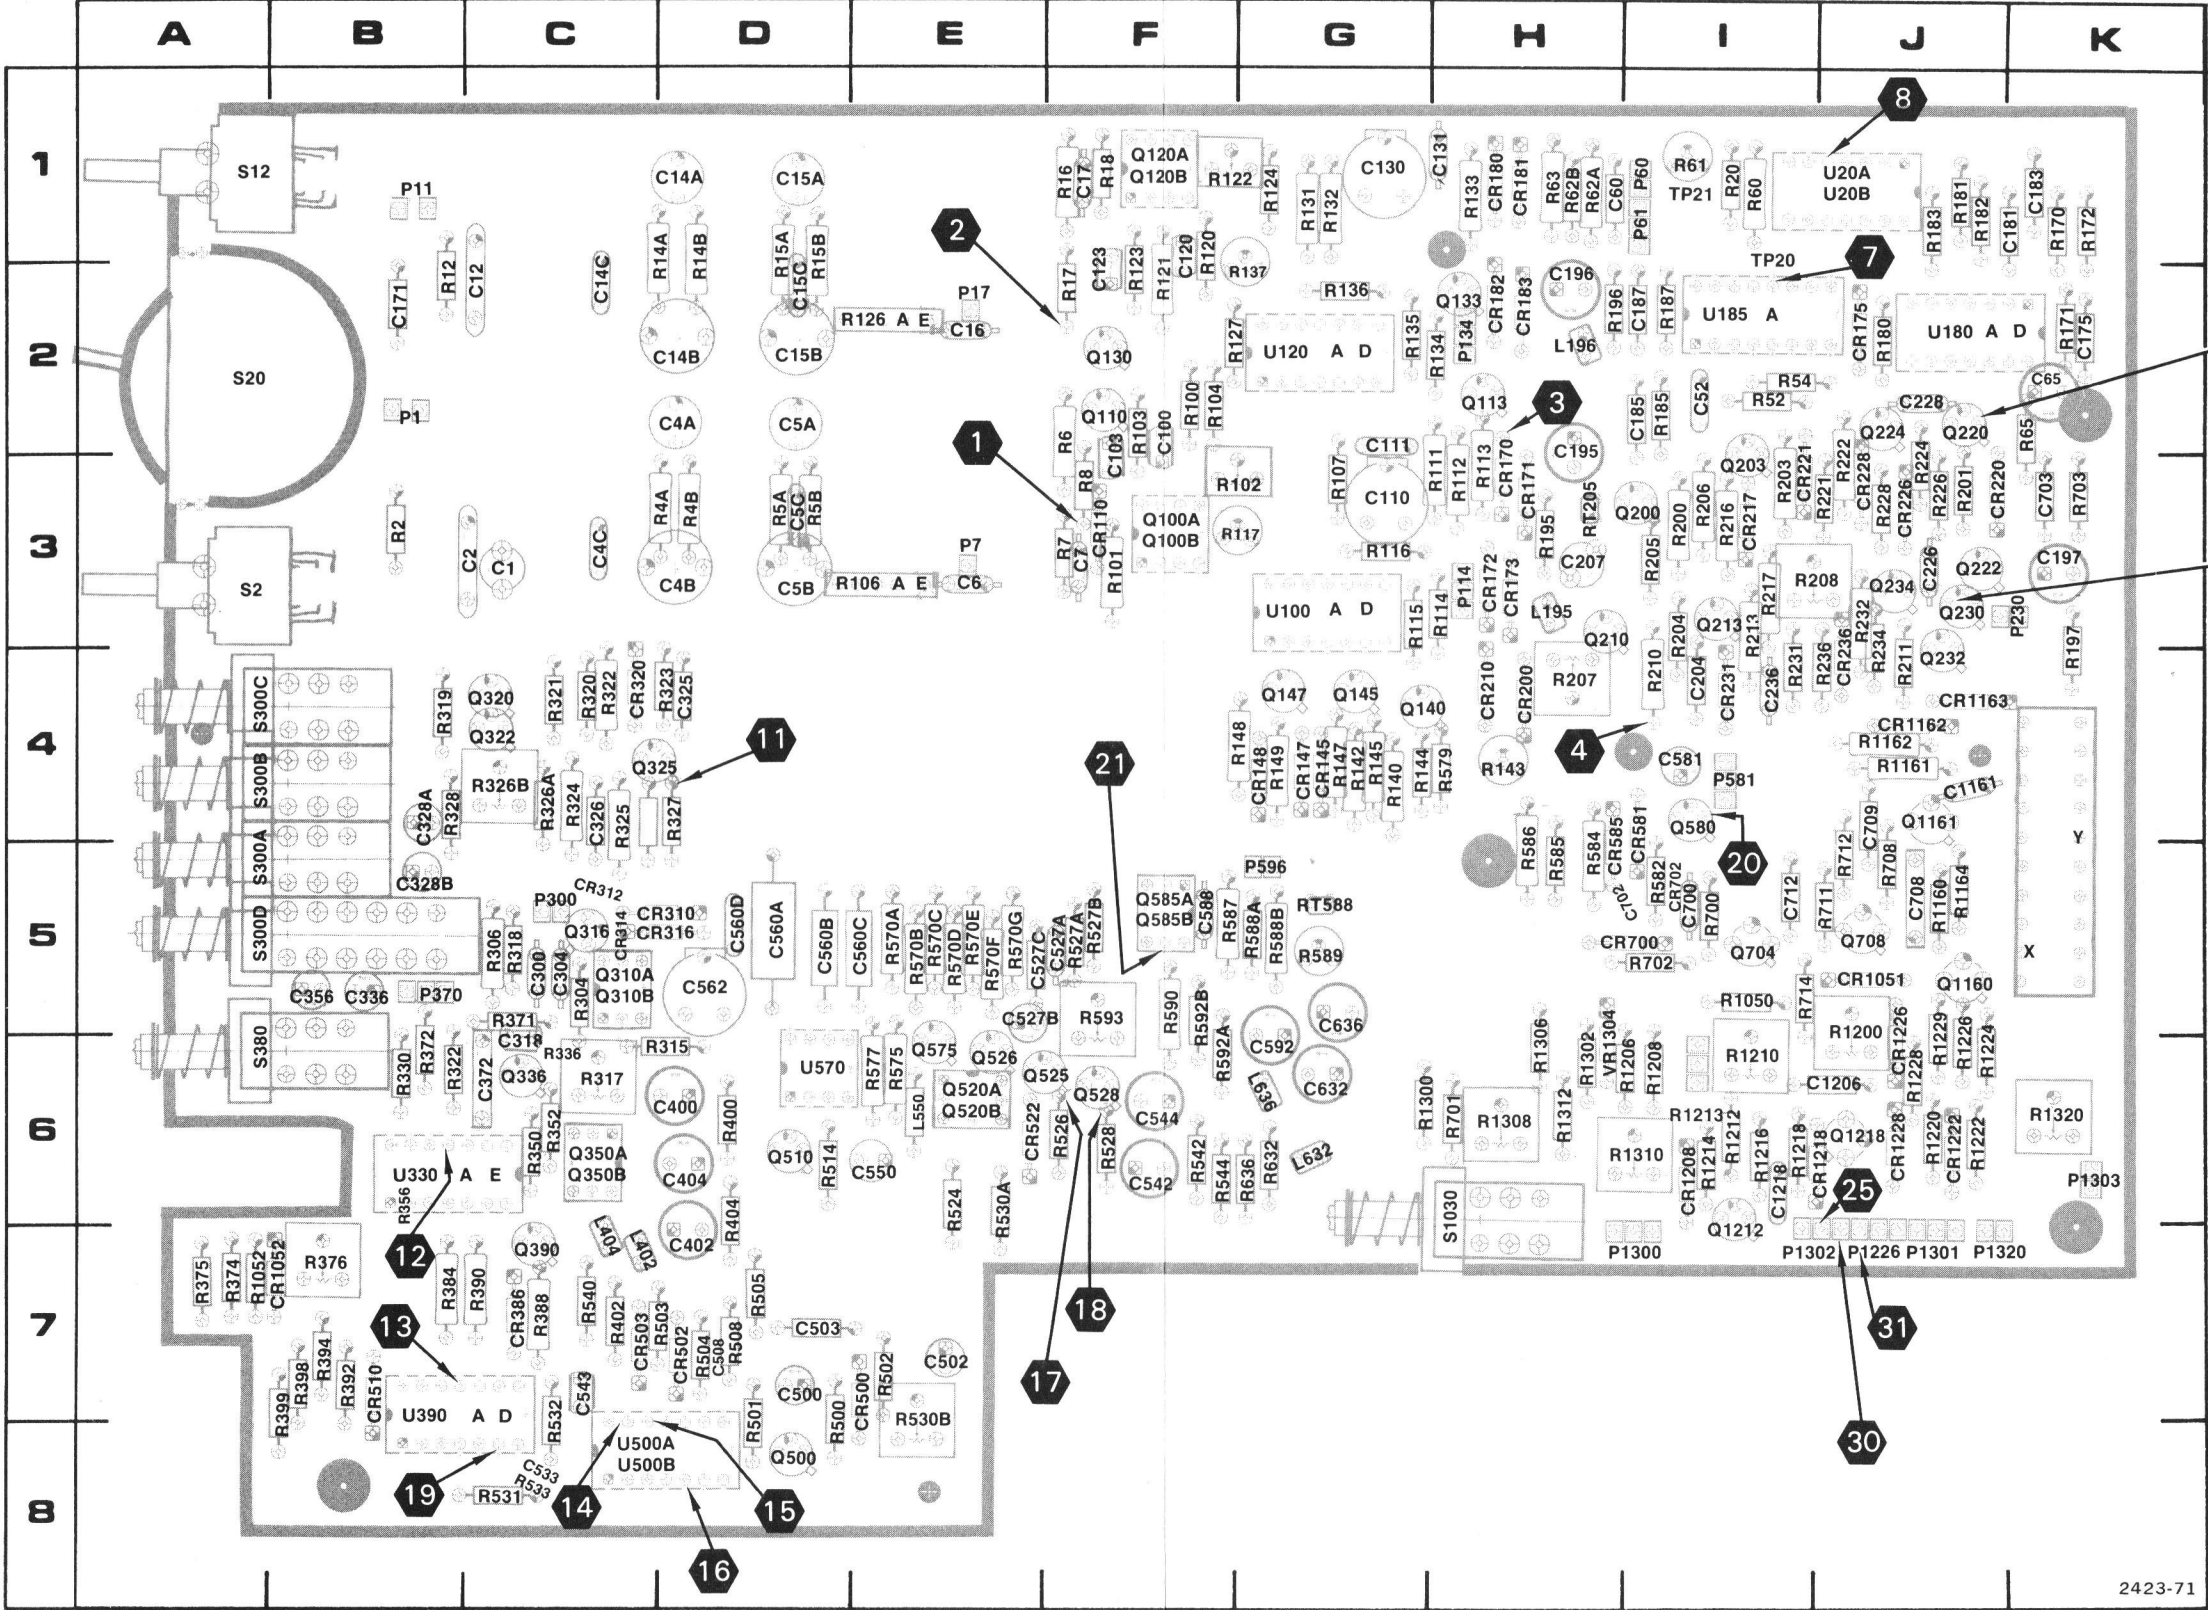 A B C D E F G H I J K
1
S12
P11
C14A
C15A
R16
C17
R18
Q120A
Q120B
R122
R124
R131
R132
C130
C131
R133
CR180
CR181
R63
R62B
R62A
C60
P60
P61
R61
TP21
R20
R60
U20A
U20B
8
R183
R181
R182
C181
C183
R170
R172
R12
C12
C14C
R14A
R14B
R15A
C15C
R15B
2
R17
C123
R123
R121
C120
R120
R137
R136
TP20
7
2
S20
C171
C14B
C15B
R126 A E
P17
C16
Q130
R127
U120 A D
R135
R134
Q133
P134
CR182
CR183
C196
L196
R196
C187
R187
U185 A
CR175
R180
U180 A D
R171
C175
P1
C4A
C5A
1
R6
Q110
C103
R103
C100
R100
R104
C111
Q113
3
CR170
C195
C185
R185
C52
R54
R52
C228
Q224
Q220
C65
R65
3
R2
C2
C1
C4C
R4A
R4B
R5A
C5C
R5B
R8
R7
C7
CR110
R101
Q100A
Q100B
R102
R117
R107
C110
R111
R112
R113
CR171
R195
RT205
C207
Q200
R205
R200
R206
R216
CR217
Q203
R203
CR221
R221
R222
CR228
R228
CR226
R224
R226
R201
CR220
C703
R703
S2
C4B
C5B
R106 A E
P7
C6
R116
U100 A D
R115
R114
P114
CR172
CR173
L195
Q210
R204
Q213
R213
R217
R208
R232
Q234
C226
Q222
Q230
P230
C197
R197
4
S300C
R319
Q320
Q322
R321
R320
R322
CR320
R323
C325
Q147
Q145
Q140
CR210
CR200
R207
R210
C204
CR231
C236
R231
R236
CR236
R234
R211
Q232
CR1163
CR1162
R1162
R1161
C1161
S300B
C328A
R328
R326B
R326A
R324
C326
R325
Q325
R327
11
21
R148
CR148
R149
CR147
CR145
R147
R142
R145
R140
R144
R579
R143
4
C581
P581
Q580
20
C709
Q1161
Y
X
S300A
C328B
P596
R586
R585
R584
CR585
CR581
R582
CR702
C702
R712
R708
5
S300D
R306
R318
P300
CR312
Q316
CR314
CR310
CR316
C560D
C560A
C560B
C560C
R570A
R570B
R570C
R570D
R570E
R570F
R570G
C527C
C527A
R527A
R527B
Q585A
Q585B
C588
R587
R588A
R588B
RT588
R589
C700
R700
CR700
R702
Q704
C712
R711
Q708
C708
R1160
R1164
C356
C336
P370
C300
C304
R304
Q310A
Q310B
C562
C527B
R593
R590
R592B
C636
R1050
R714
CR1051
Q1160
S380
R330
R372
R322
R371
C318
R336
C372
Q336
R317
R315
U570
R577
R575
Q575
Q526
Q525
C592
R592A
R1306
R1302
VR1304
R1206
R1208
R1210
R1200
CR1226
R1228
R1229
R1226
R1224
6
C400
R400
L550
Q520A
Q520B
CR522
R526
Q528
R528
C544
L636
C632
R1300
R701
R1308
R1312
C1206
R1320
U330 A E
R356
R350
R352
Q350A
Q350B
C404
Q510
R514
C550
R524
R530A
C542
R542
R544
R636
R632
L632
R1310
R1213
CR1208
R1214
R1212
R1216
C1218
R1218
CR1218
Q1218
CR1228
R1220
CR1222
R1222
P1303
12
Q390
L404
L402
C402
R404
S1030
P1300
Q1212
P1302
P1226
P1301
P1320
25
7
R375
R374
R1052
CR1052
R376
R384
R390
CR386
R388
R540
R402
CR503
R503
CR502
R504
C508
R508
R505
C503
17
18
31
30
13
R399
R398
R394
R392
CR510
U390 A D
R532
C543
C500
R501
R500
CR500
R502
C502
R530B
8
19
R531
C533
R533
14
U500A
U500B
Q500
15
16
2423-71